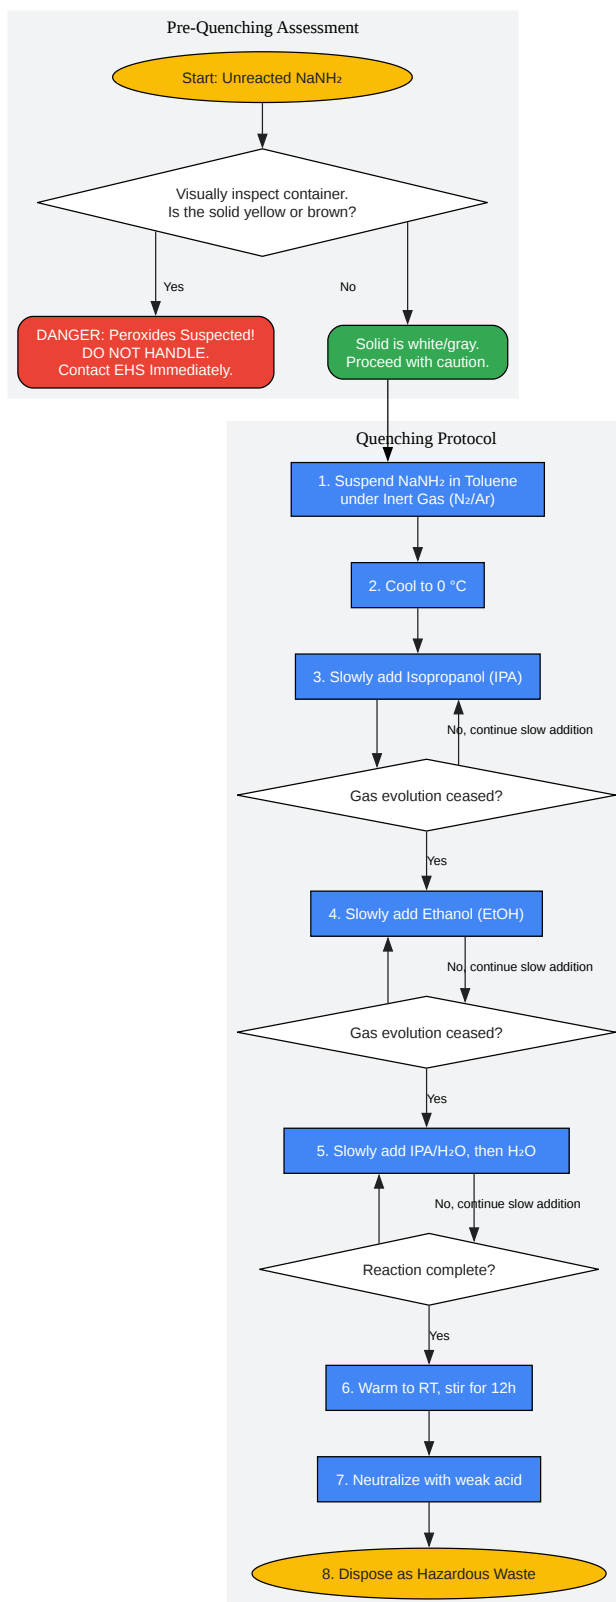 Pre-Quenching Assessment
Start: Unreacted NaNH₂
Visually inspect container.
Is the solid yellow or brown?
Yes
No
DANGER: Peroxides Suspected!
DO NOT HANDLE.
Contact EHS Immediately.
Solid is white/gray.
Proceed with caution.
Quenching Protocol
1. Suspend NaNH₂ in Toluene
under Inert Gas (N₂/Ar)
2. Cool to 0 °C
3. Slowly add Isopropanol (IPA)
No, continue slow addition
Gas evolution ceased?
Yes
4. Slowly add Ethanol (EtOH)
No, continue slow addition
Gas evolution ceased?
Yes
5. Slowly add IPA/H₂O, then H₂O
No, continue slow addition
Reaction complete?
Yes
6. Warm to RT, stir for 12h
7. Neutralize with weak acid
8. Dispose as Hazardous Waste